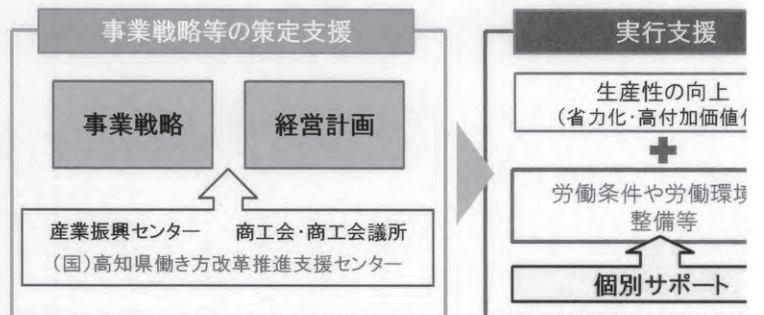 事業戦略等の策定支援
事業戦略
経営計画
産業振興センター 商工会・商工会議所
（国）高知県働き方改革推進支援センター
実行支援
生産性の向上
（省力化・高付加価値
労働条件や労働環境
整備等
個別サポート